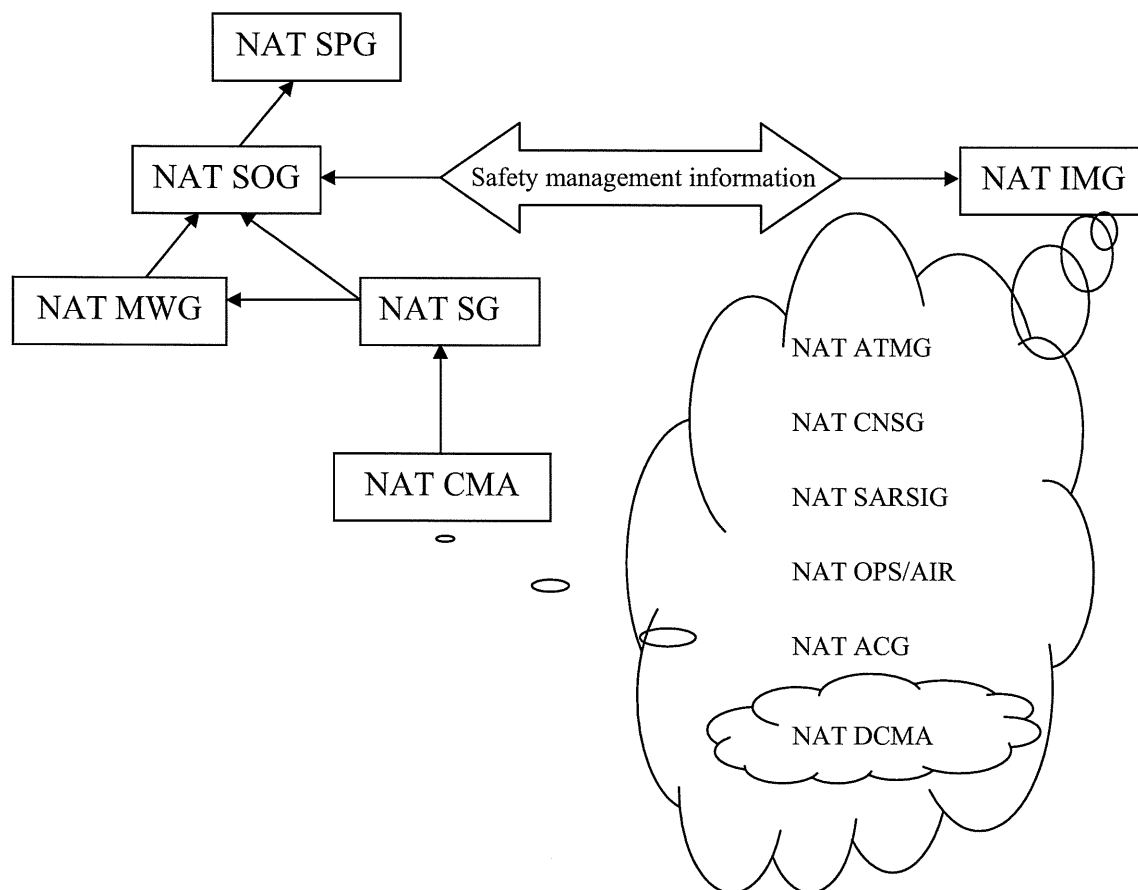 NAT SPG
NAT SOG
Safety management information
NAT IMG
NAT MWG
NAT SG
NAT CMA
NAT ATMG
NAT CNSG
NAT SARSIG
NAT OPS/AIR
NAT ACG
NAT DCMA